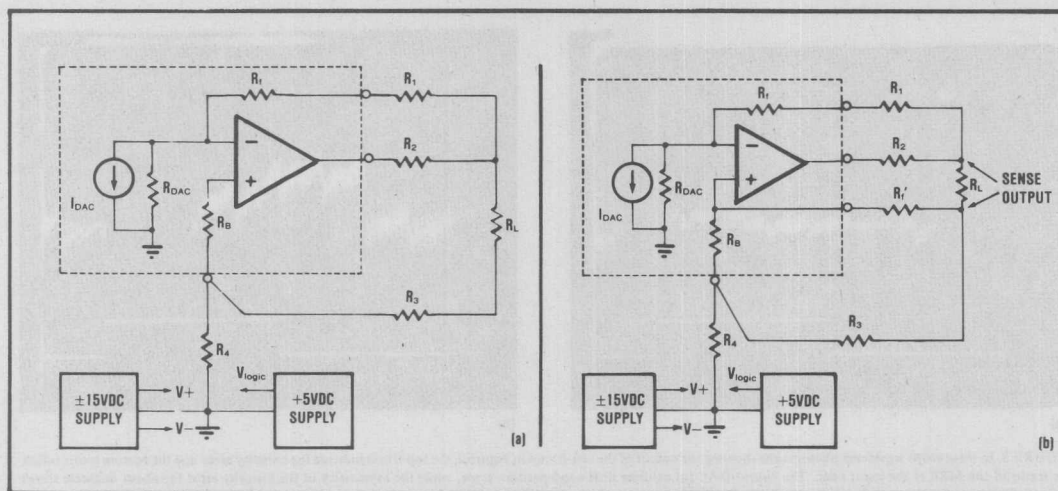 Rf
R1
R2
−
+
IDAC
RDAC
RB
RL
R3
R4
±15VDC
SUPPLY
V+
V−
Vlogic
+5VDC
SUPPLY
(a)
Rf
R1
R2
−
+
IDAC
RDAC
RB
Rf'
RL
SENSE
OUTPUT
R3
R4
±15VDC
SUPPLY
V+
V−
Vlogic
+5VDC
SUPPLY
(b)